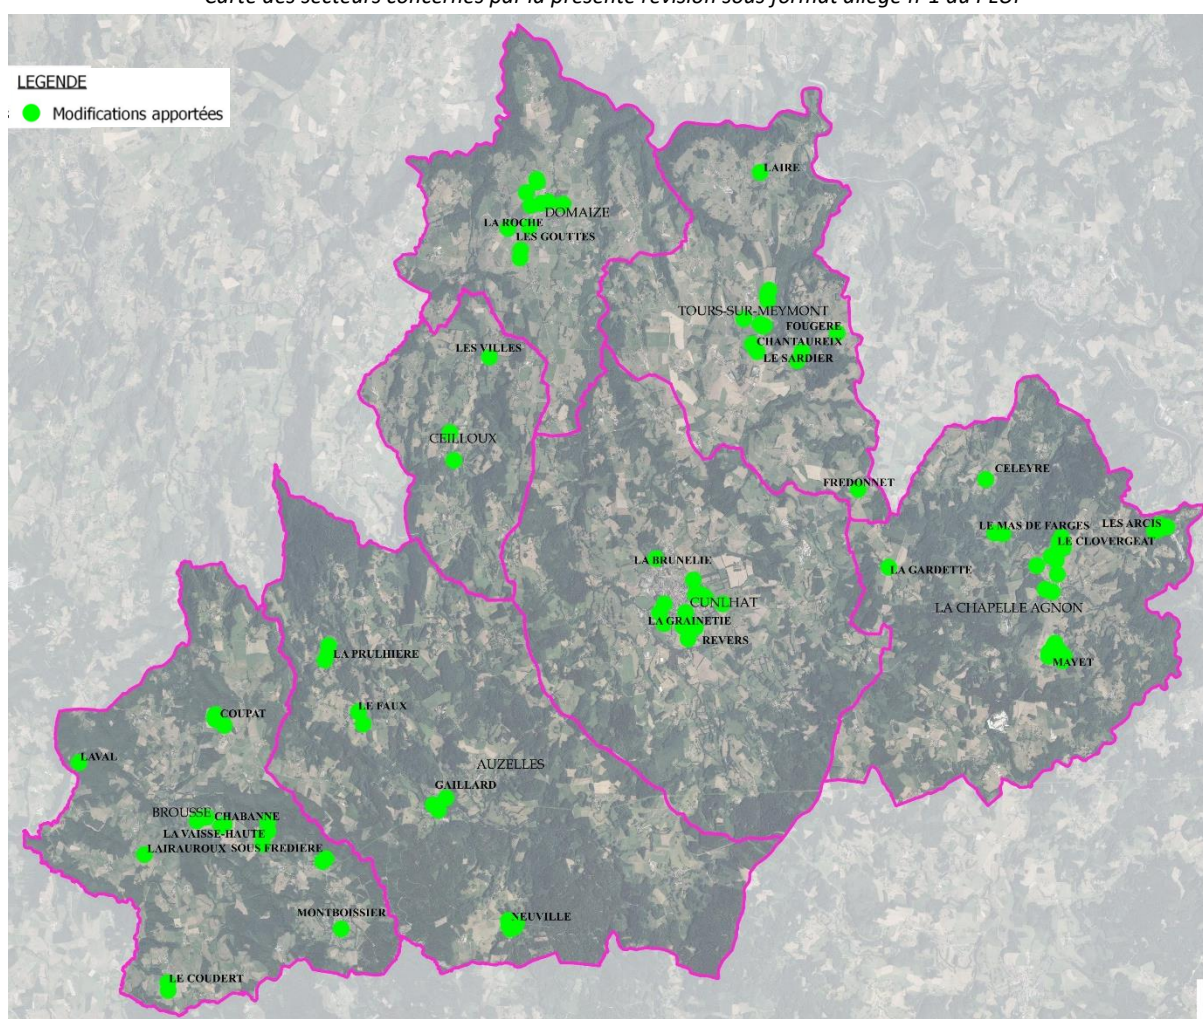 Carte des secteurs concernés par la présente révision sous format allégé n°1 du PLUi
LEGENDE
Modifications apportées
LAIRE
LA ROCHE
DOMAIZE
LES GOUTTES
TOURS-SUR-MEYMONT
FOUGERE
CHANTAUREIX
LE SARDIER
LES VILLES
CEILLOUX
FREDONNET
CELEYRE
LE MAS DE FARGES
LES ARCIS
LE CLOVERGEAT
LA GARDETTE
LA CHAPELLE AGNON
MAYET
LA BRUNELIE
CUNLHAT
LA GRAINETIE
REVERS
LA PRULHIERE
LE FAUX
AUZELLES
GAILLARD
COUPAT
LAVAL
BROUSSE
CHABANNE
LA VAISSE-HAUTE
LAIRAUROUX
SOUS FREDIERE
MONTBOISSIER
NEUVILLE
LE COUDERT